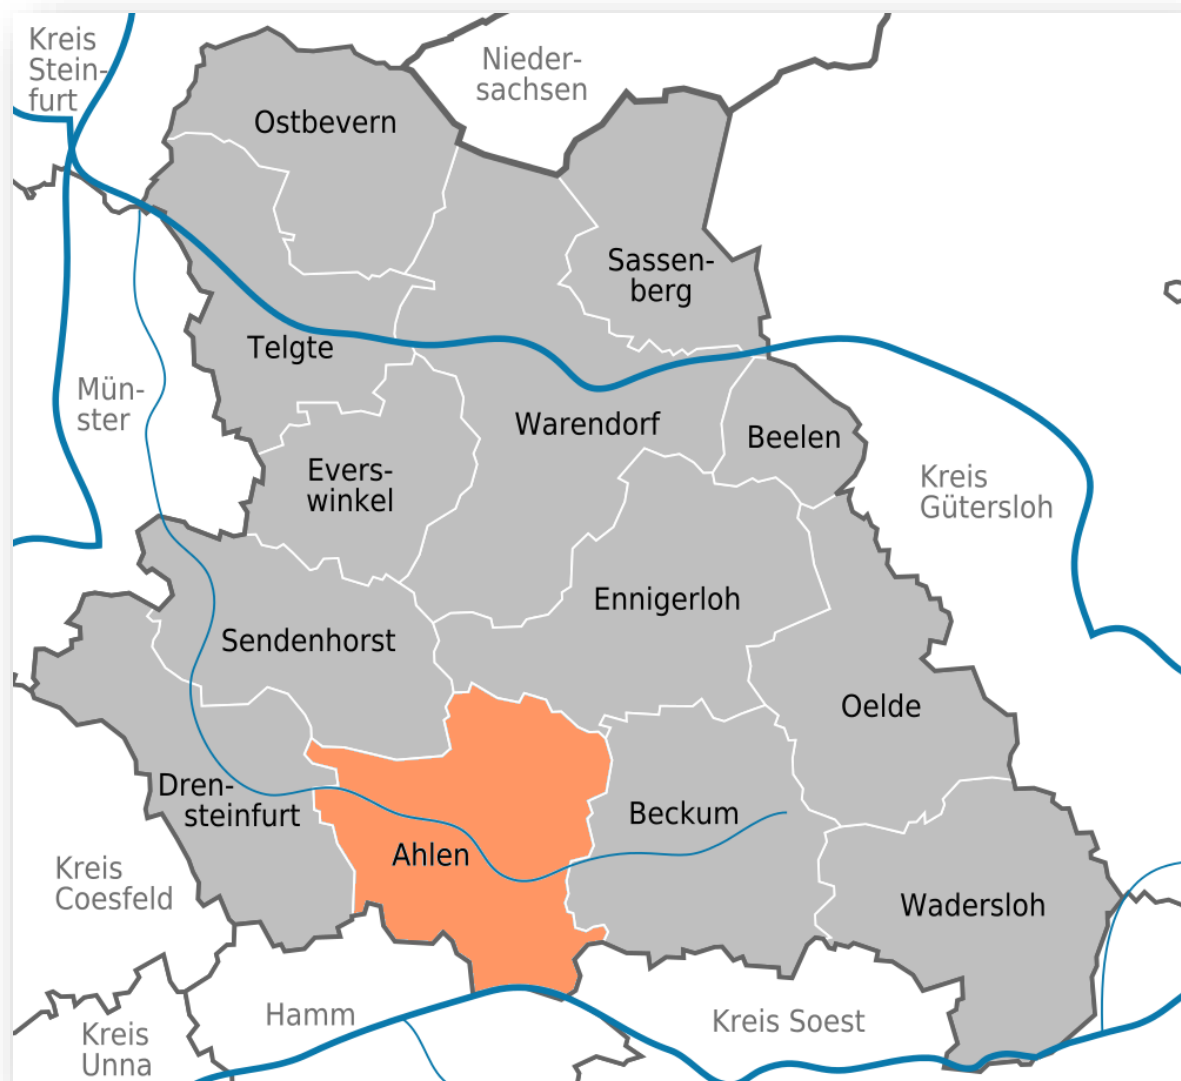 Kreis
Stein-
furt
Nieder-
sachsen
Ostbevern
Sassen-
berg
Telgte
Mün-
ster
Warendorf
Beelen
Evers-
winkel
Kreis
Gütersloh
Ennigerloh
Sendenhorst
Oelde
Dren-
steinfurt
Beckum
Ahlen
Kreis
Coesfeld
Wadersloh
Hamm
Kreis Soest
Kreis
Unna